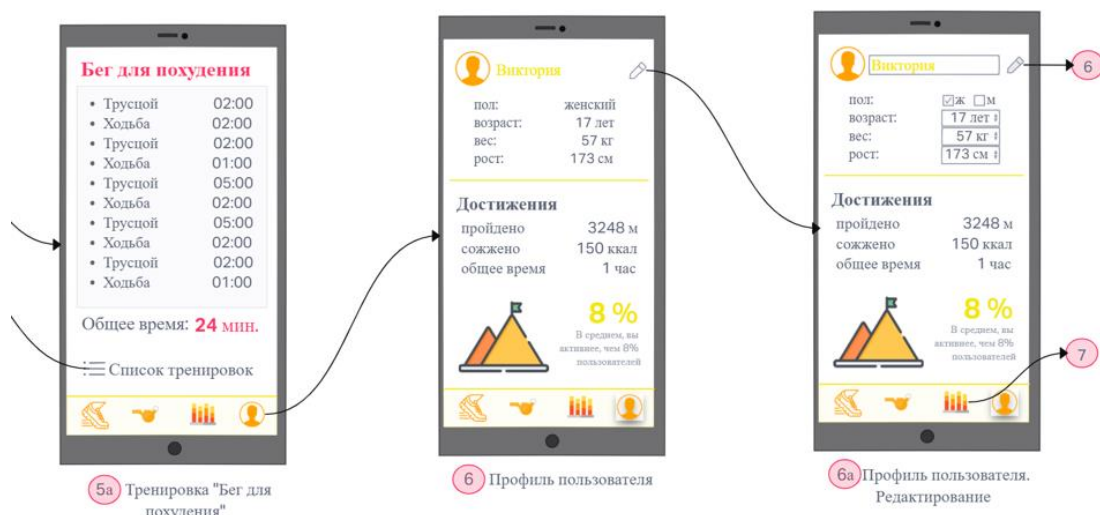 Бег для похудения
• Трусцой 02:00
• Ходьба 02:00
• Трусцой 02:00
• Ходьба 01:00
• Трусцой 05:00
• Ходьба 02:00
• Трусцой 05:00
• Ходьба 02:00
• Трусцой 02:00
• Ходьба 01:00
Общее время: 24 мин.
Список тренировок
5а Тренировка "Бег для
похудения"
Виктория
пол: женский
возраст: 17 лет
вес: 57 кг
рост: 173 см
Достижения
пройдено 3248 м
сожжено 150 ккал
общее время 1 час
8 %
В среднем, вы
активнее, чем 8%
пользователей
6 Профиль пользователя
Виктория
6
пол: ж м
возраст: 17 лет
вес: 57 кг
рост: 173 см
Достижения
пройдено 3248 м
сожжено 150 ккал
общее время 1 час
8 %
В среднем, вы
активнее, чем 8%
пользователей
7
6а Профиль пользователя.
Редактирование